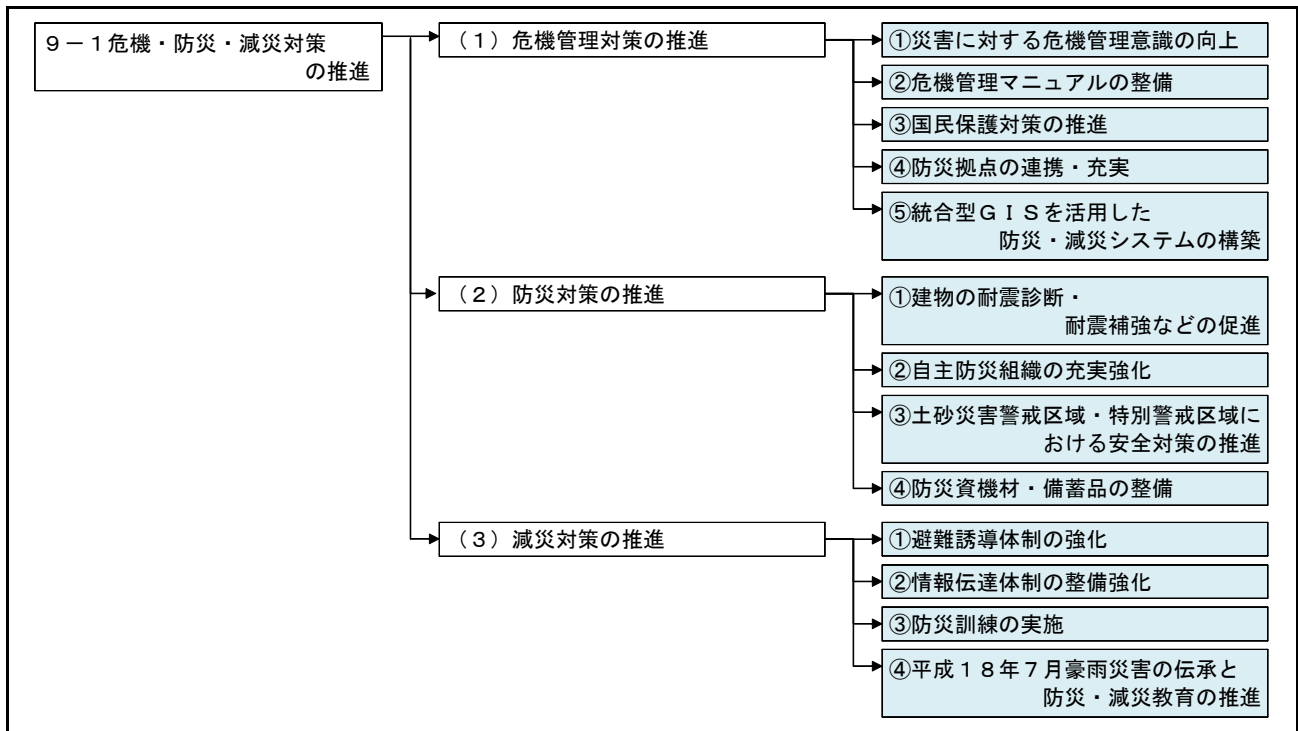 ９－１危機・防災・減災対策
の推進
（１）危機管理対策の推進
①災害に対する危機管理意識の向上
②危機管理マニュアルの整備
③国民保護対策の推進
④防災拠点の連携・充実
⑤統合型ＧＩＳを活用した
防災・減災システムの構築
（２）防災対策の推進
①建物の耐震診断・
耐震補強などの促進
②自主防災組織の充実強化
③土砂災害警戒区域・特別警戒区域に
おける安全対策の推進
④防災資機材・備蓄品の整備
（３）減災対策の推進
①避難誘導体制の強化
②情報伝達体制の整備強化
③防災訓練の実施
④平成１８年７月豪雨災害の伝承と
防災・減災教育の推進